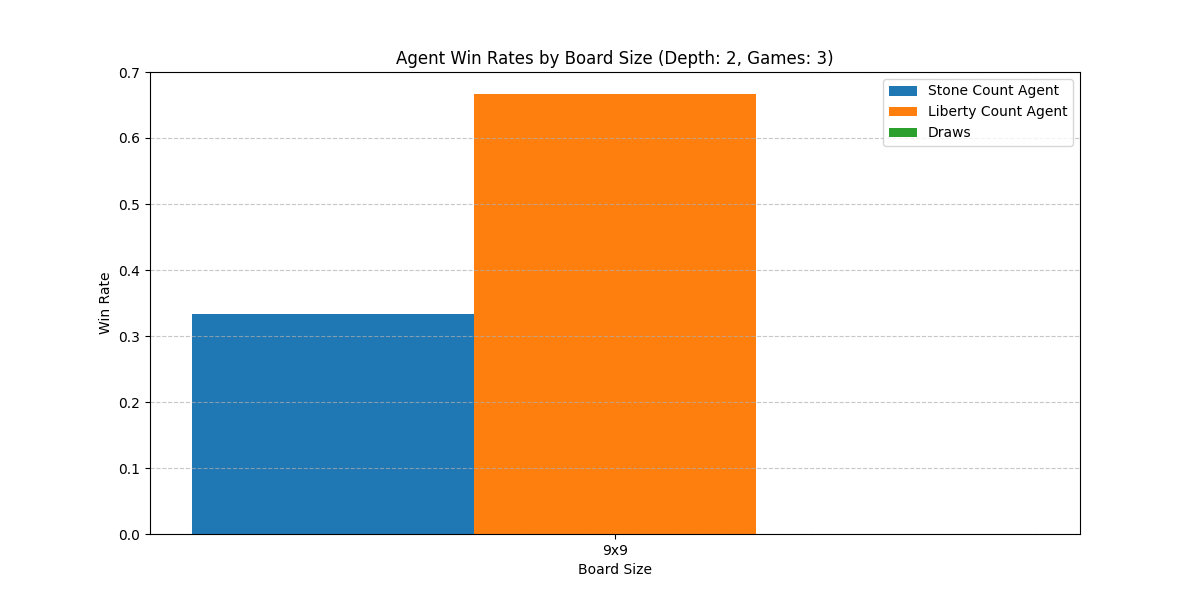 Agent Win Rates by Board Size (Depth: 2, Games: 3)
Stone Count Agent
Liberty Count Agent
Draws
Win Rate
0.7
0.6
0.5
0.4
0.3
0.2
0.1
0.0
9x9
Board Size